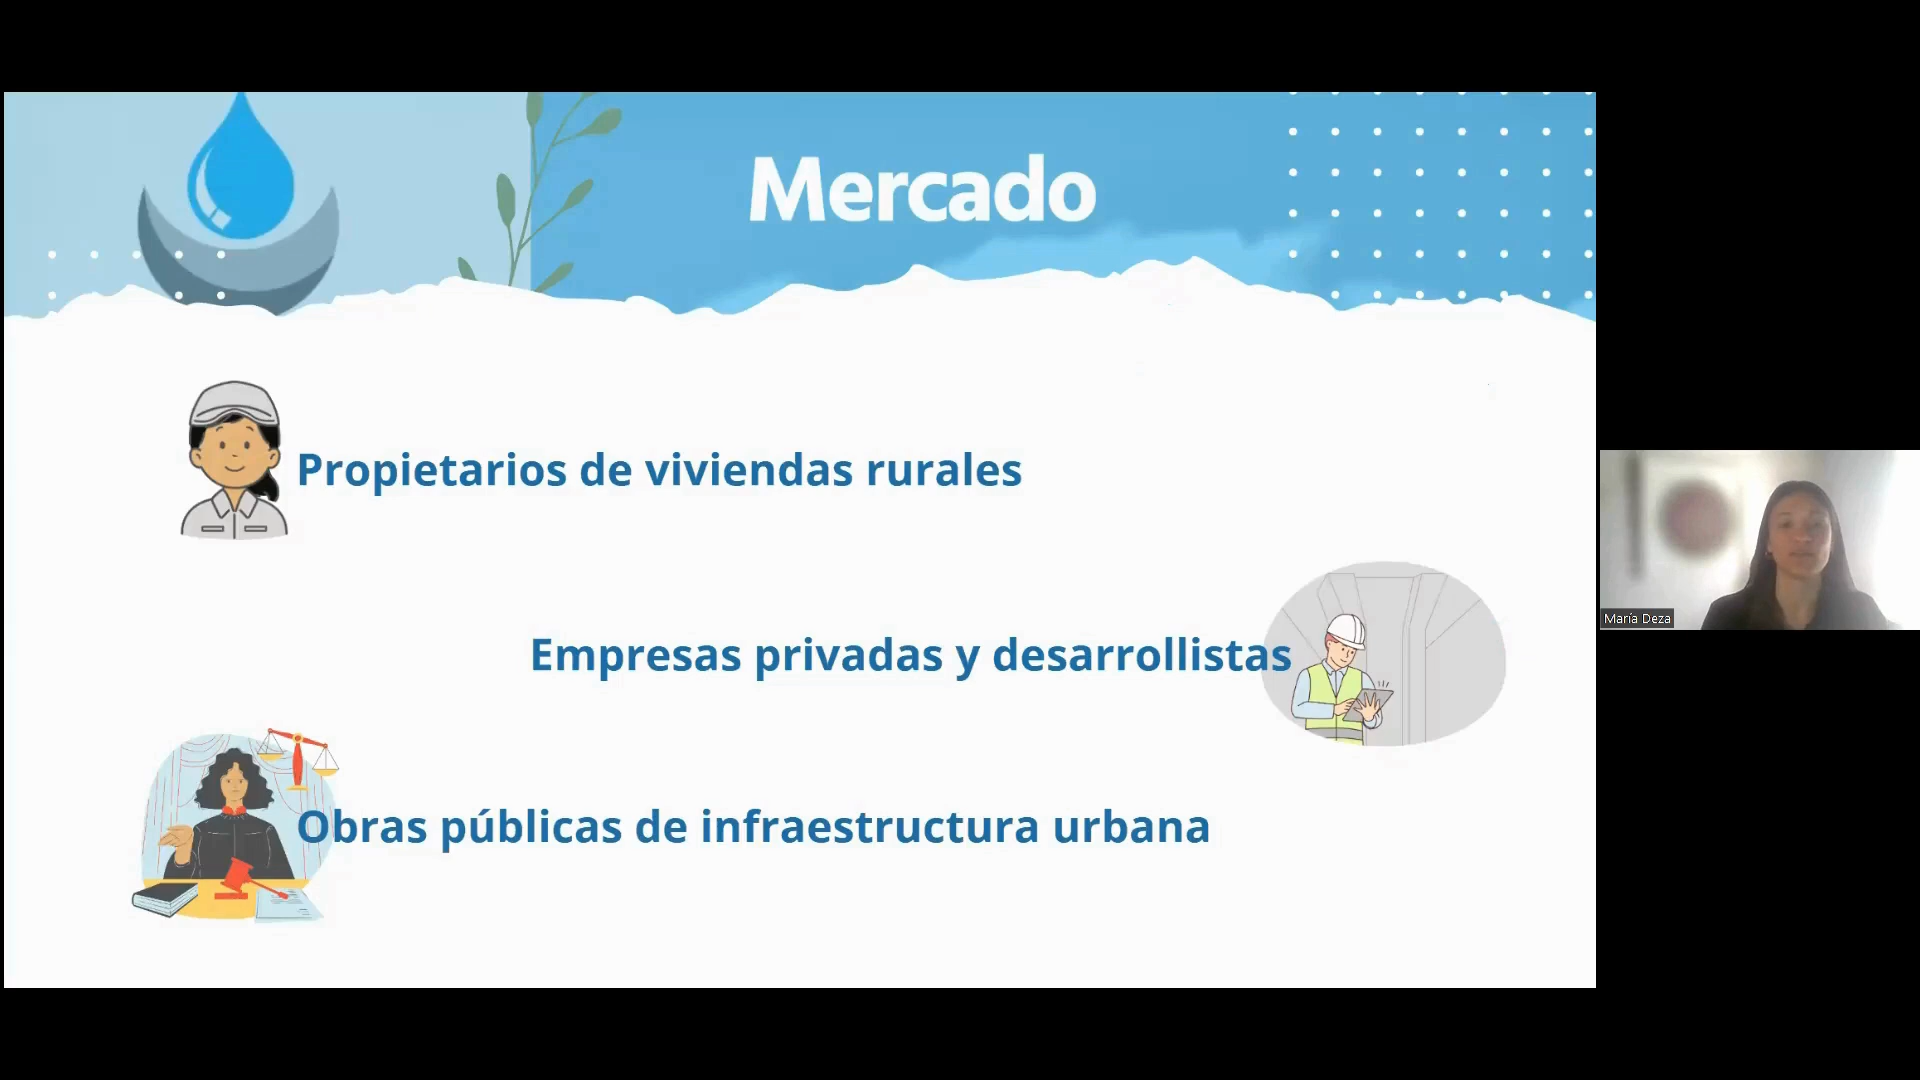 Mercado
Propietarios de viviendas rurales
Empresas privadas y desarrollistas
Obras públicas de infraestructura urbana
María Deza